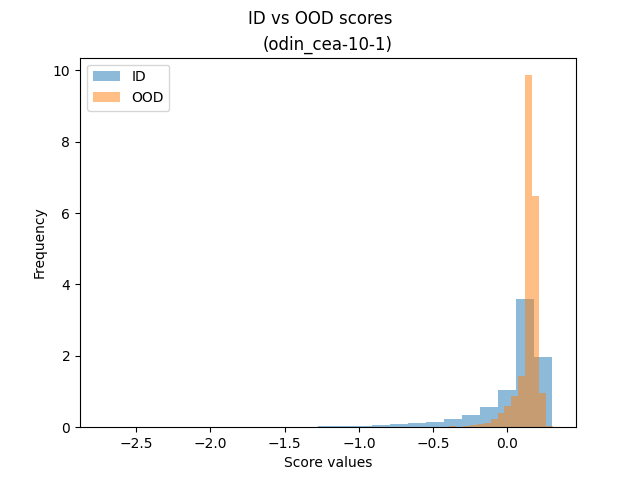 ID vs OOD scores
(odin_cea-10-1)
ID
OOD
10
8
6
4
2
0
Frequency
−2.5 −2.0 −1.5 −1.0 −0.5 0.0
Score values